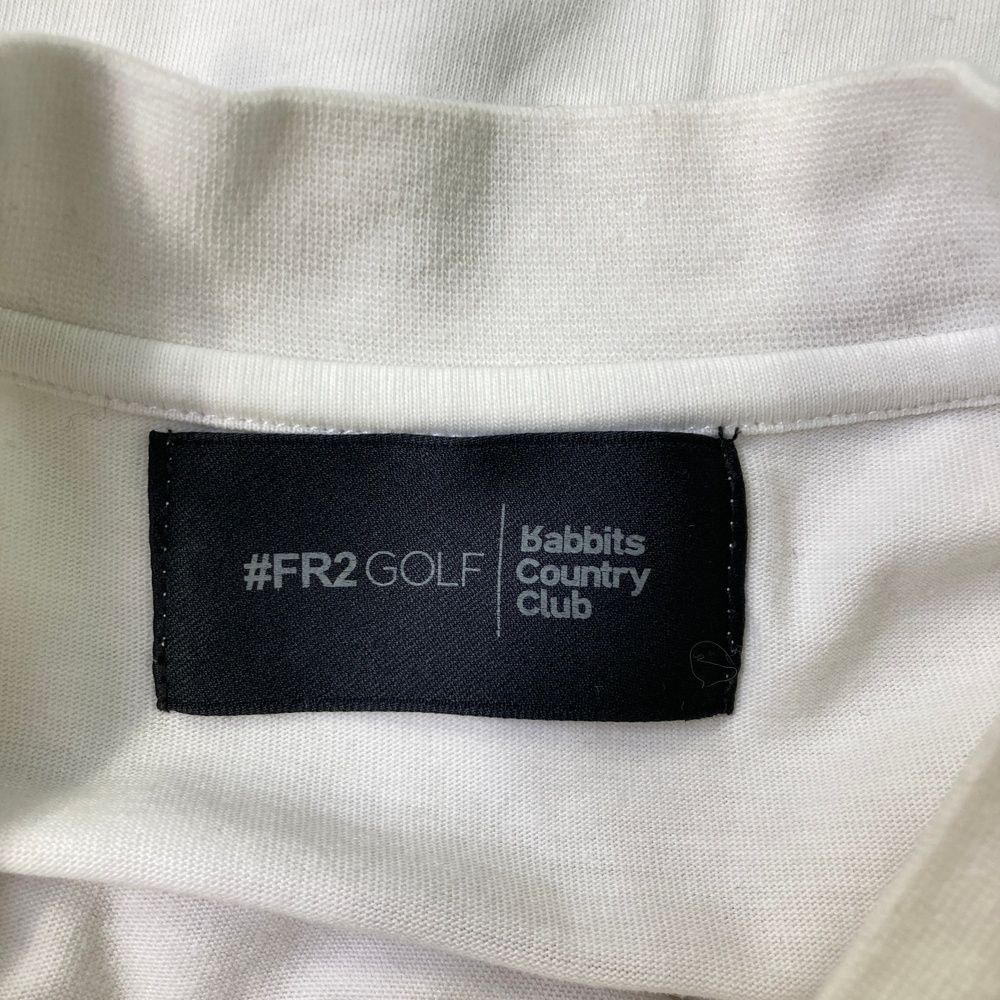 #FR2 GOLF
Rabbits
Country
Club